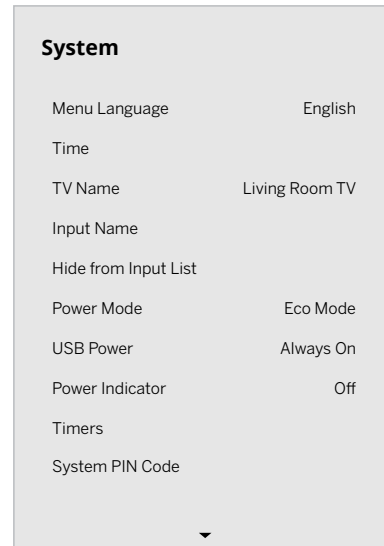 System
Menu Language English
Time
TV Name Living Room TV
Input Name
Hide from Input List
Power Mode Eco Mode
USB Power Always On
Power Indicator Off
Timers
System PIN Code